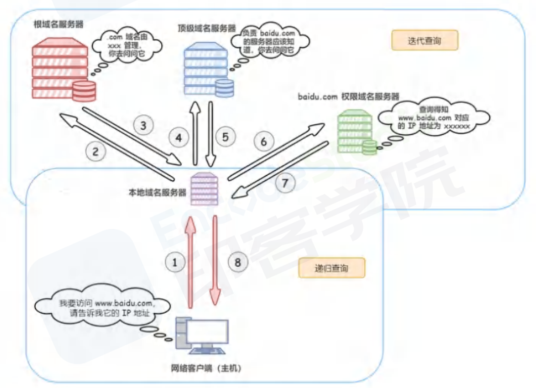 根域名服务器
.com 域名由
xxx 管理、
你去问问它
顶级域名服务器
负责 baidu.com
的服务器应该知
道、你去问问它
迭代查询
baidu.com 权限域名服务器
查询得知
www.baidu.com 对应
的 IP 地址为 xxxxxx
3
4
5
6
2
7
本地域名服务器
1
8
递归查询
我要访问 www.baidu.com,
请告诉我它的 IP 地址
网络客户端（主机）
印客学院